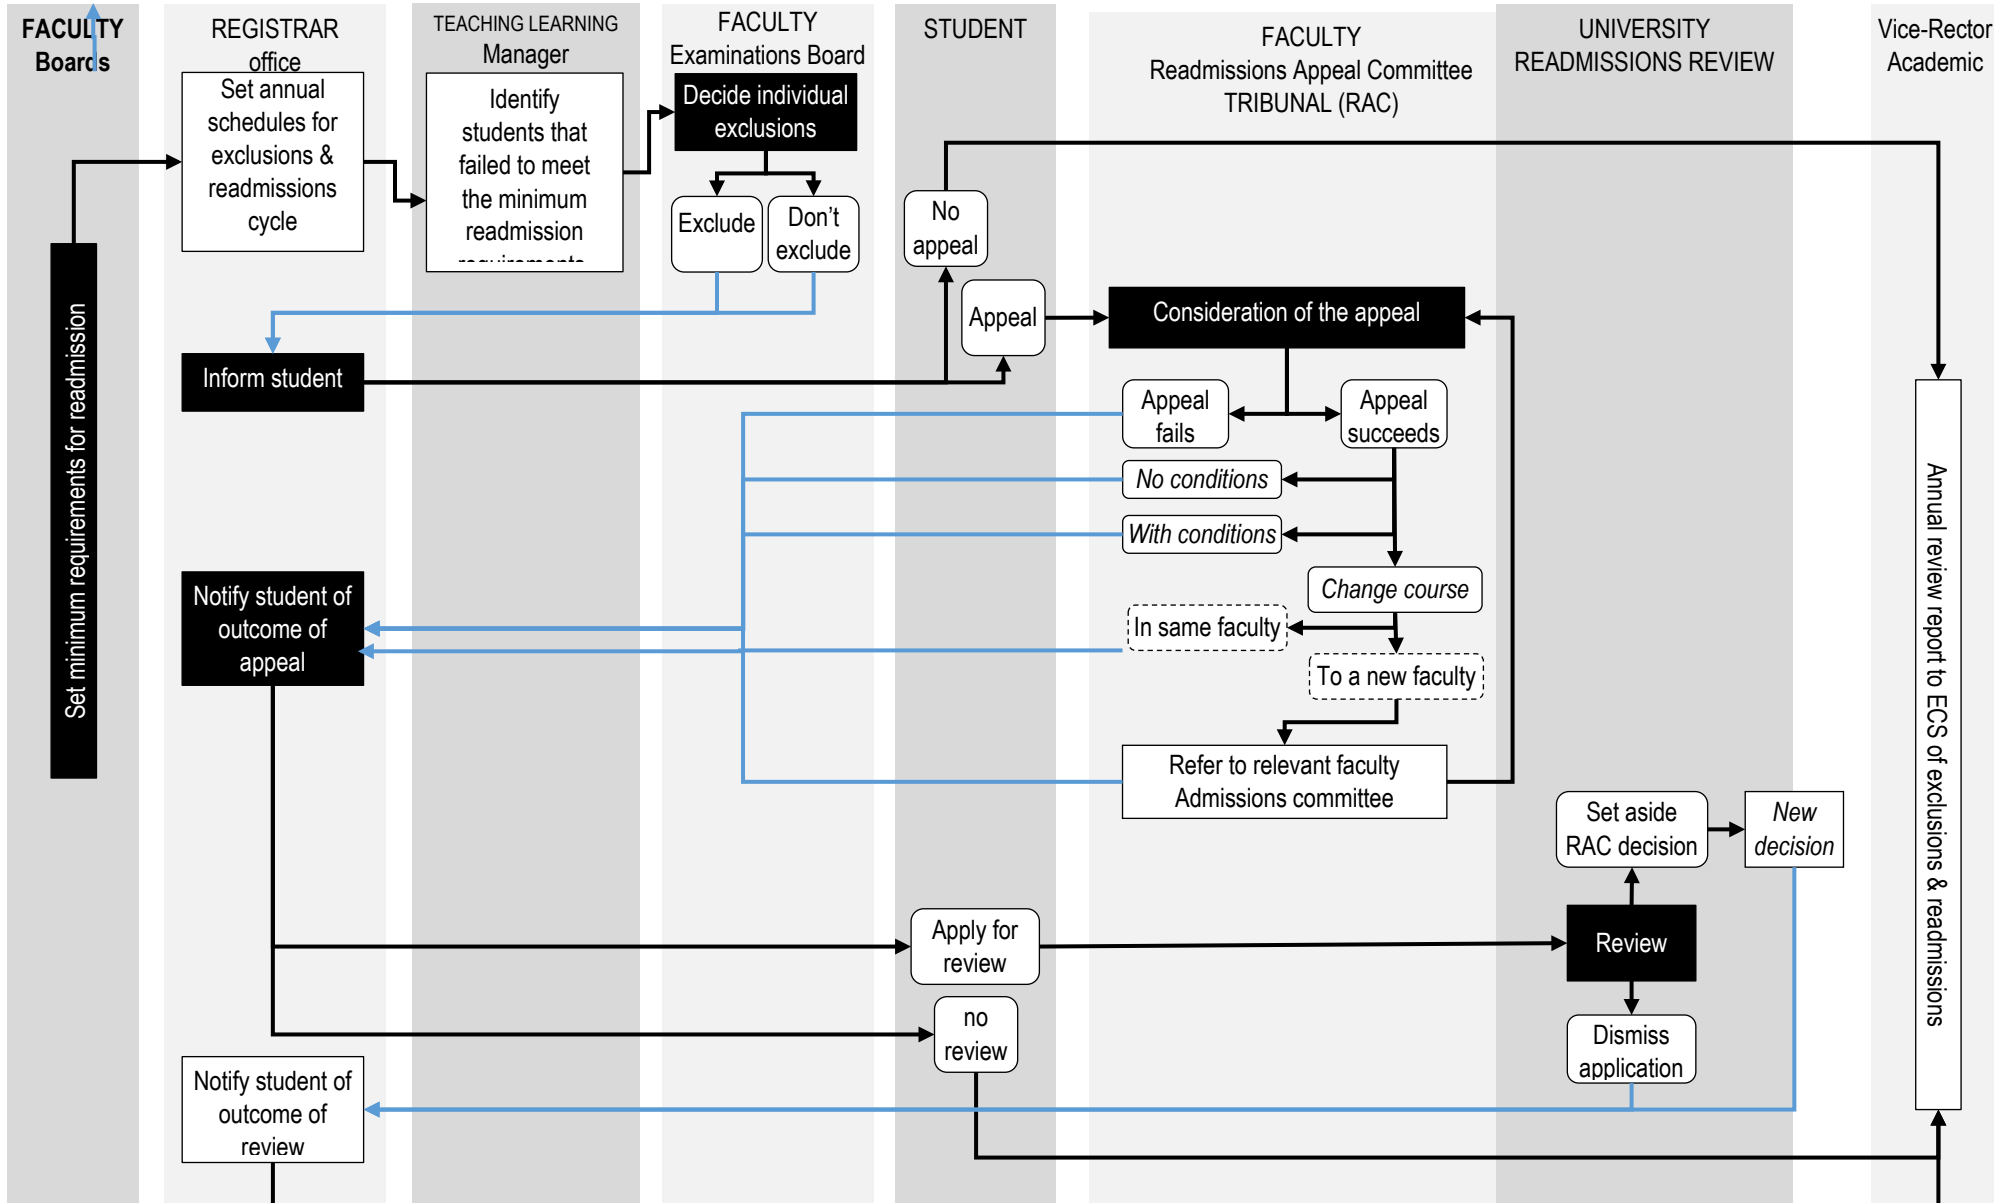 FACULTY
Boards
REGISTRAR
office
TEACHING LEARNING
Manager
FACULTY
Examinations Board
STUDENT
FACULTY
Readmissions Appeal Committee
TRIBUNAL (RAC)
UNIVERSITY
READMISSIONS REVIEW
Vice-Rector
Academic
Set minimum requirements for readmission
Set annual
schedules for
exclusions &
readmissions
cycle
Identify
students that
failed to meet
the minimum
readmission
requirements
Decide individual
exclusions
Exclude
Don't
exclude
No
appeal
Appeal
Inform student
Consideration of the appeal
Appeal
fails
Appeal
succeeds
No conditions
With conditions
Change course
In same faculty
To a new faculty
Refer to relevant faculty
Admissions committee
Notify student of
outcome of
appeal
Apply for
review
no
review
Set aside
RAC decision
New
decision
Review
Dismiss
application
Notify student of
outcome of
review
Annual review report to ECS of exclusions & readmissions